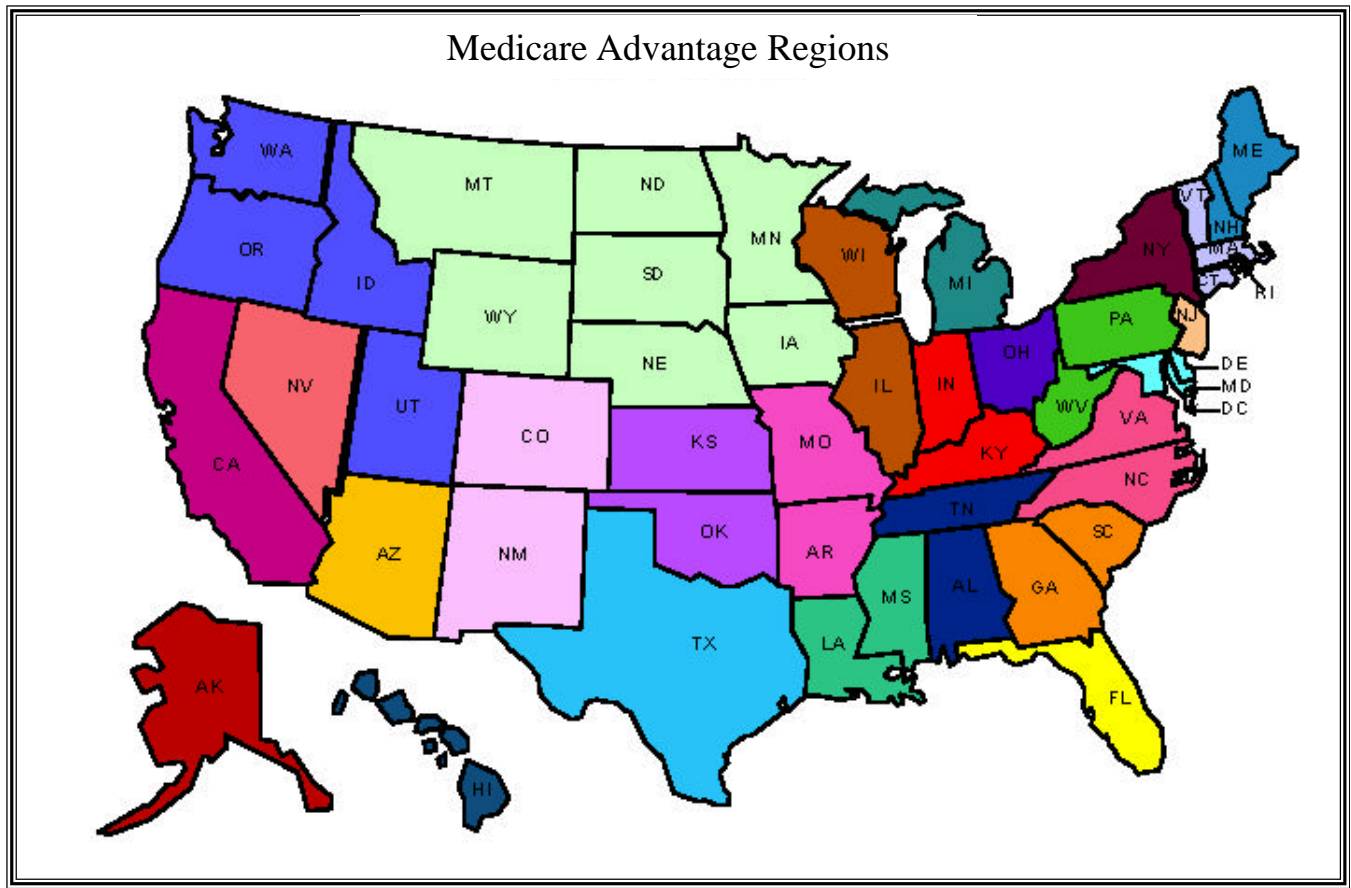 Medicare Advantage Regions
WA
MT
ND
MN
ME
VT
NH
NY
MA
CT
RI
OR
ID
SD
WI
MI
WY
PA
NJ
IA
NE
OH
DE
MD
DC
NV
UT
IL
IN
WV
VA
CO
KS
MO
KY
CA
NC
TN
SC
AZ
NM
OK
AR
MS
AL
GA
TX
LA
AK
FL
HI